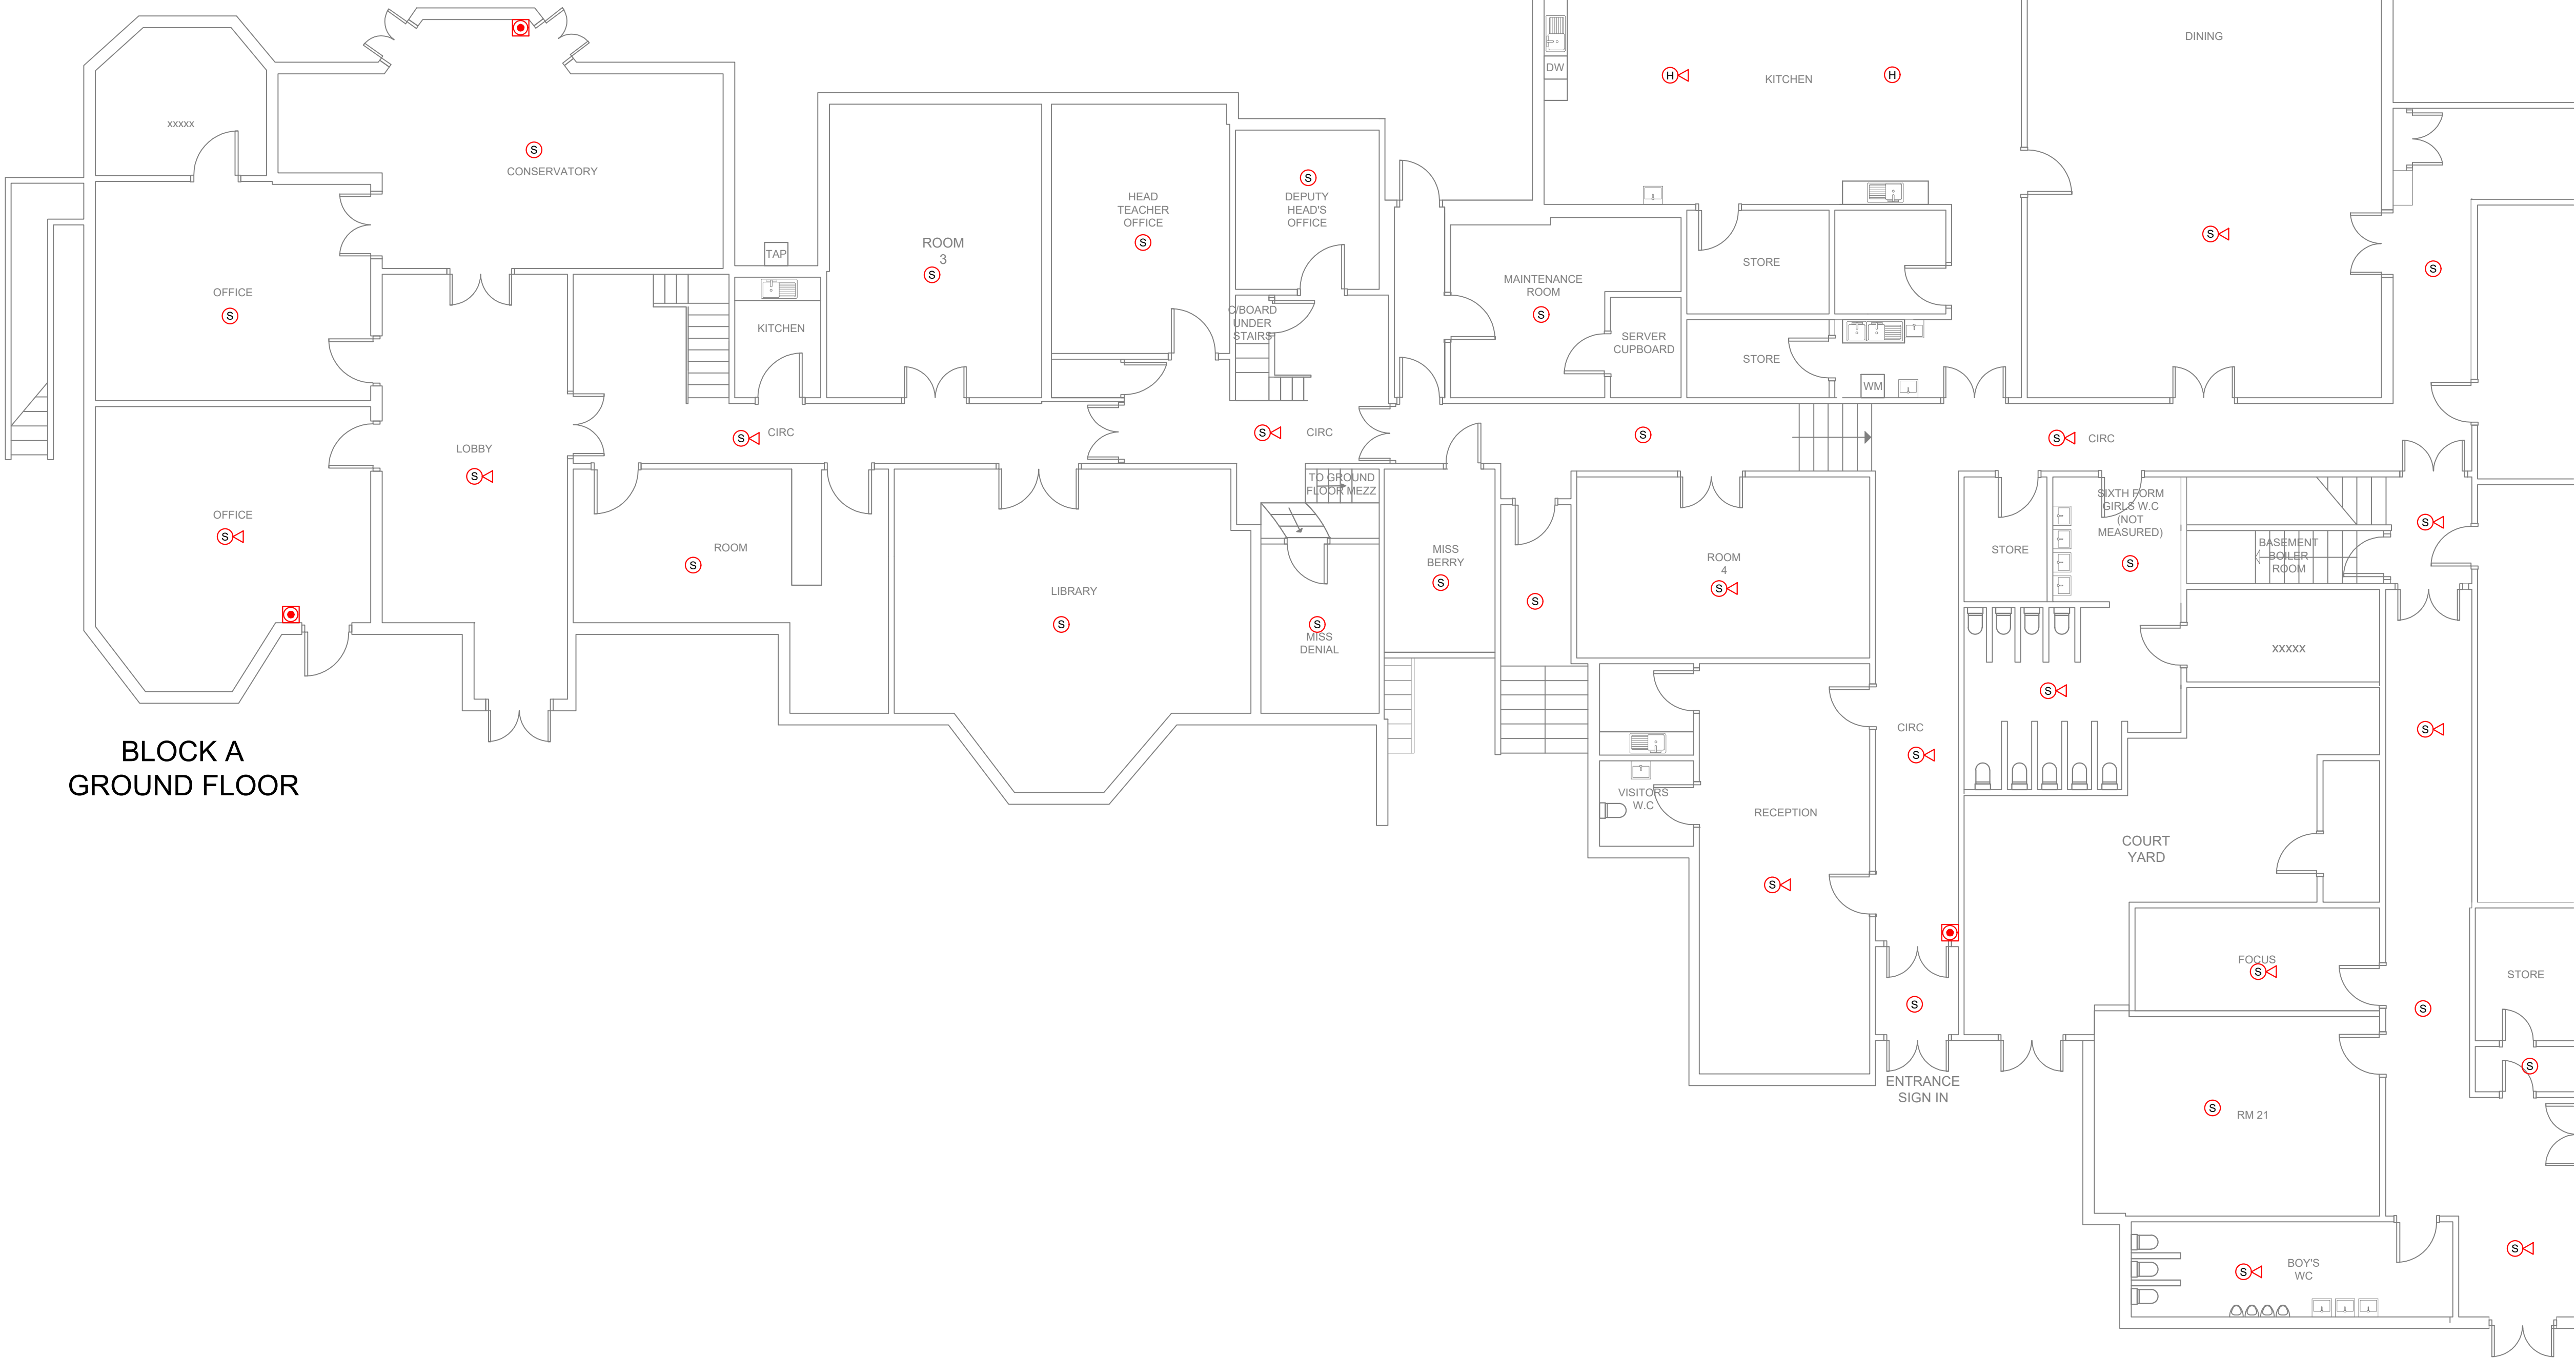 DINING
DW
H
KITCHEN
H
xxxxx
S
CONSERVATORY
S
DEPUTY
HEAD'S
OFFICE
HEAD
TEACHER
OFFICE
S
ROOM
3
S
TAP
S
STORE
S
MAINTENANCE
ROOM
S
OFFICE
S
C/BOARD
UNDER
STAIRS
KITCHEN
SERVER
CUPBOARD
STORE
WM
S
CIRC
S
CIRC
S
S
CIRC
LOBBY
S
TO GROUND
FLOOR MEZZ
SIXTH FORM
GIRLS W.C
(NOT
MEASURED)
S
STORE
S
BASEMENT
BOILER
ROOM
OFFICE
S
ROOM
S
MISS
BERRY
S
ROOM
4
S
LIBRARY
S
S
MISS
DENIAL
S
XXXXX
S
CIRC
S
S
BLOCK A
GROUND FLOOR
VISITORS
W.C
RECEPTION
S
COURT
YARD
FOCUS
S
STORE
S
S
S
ENTRANCE
SIGN IN
S
RM 21
BOY'S
WC
S
S